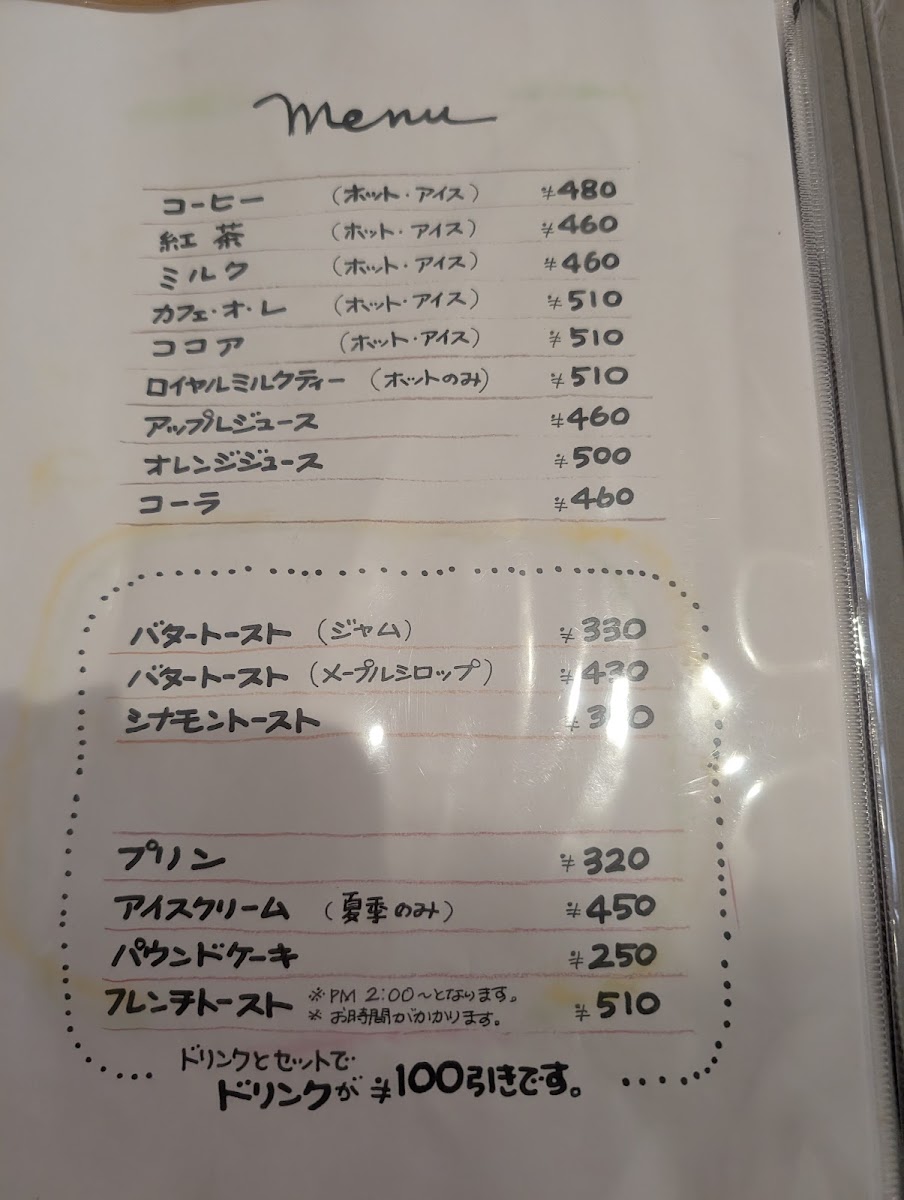 Menu
コーヒー (ホット・アイス) ¥480
紅茶 (ホット・アイス) ¥460
ミルク (ホット・アイス) ¥460
カフェ・オ・レ (ホット・アイス) ¥510
ココア (ホット・アイス) ¥510
ロイヤルミルクティー (ホットのみ) ¥510
アップルジュース ¥460
オレンジジュース ¥500
コーラ ¥460
バタートースト (ジャム) ¥330
バタートースト (メープルシロップ) ¥430
シナモントースト
プリン ¥320
アイスクリーム (夏季のみ) ¥450
パウンドケーキ ¥250
フレンチトースト ※PM 2:00~となります。 ¥510
※お時間がかかります。
ドリンクとセットで
ドリンクが ¥100引きです。